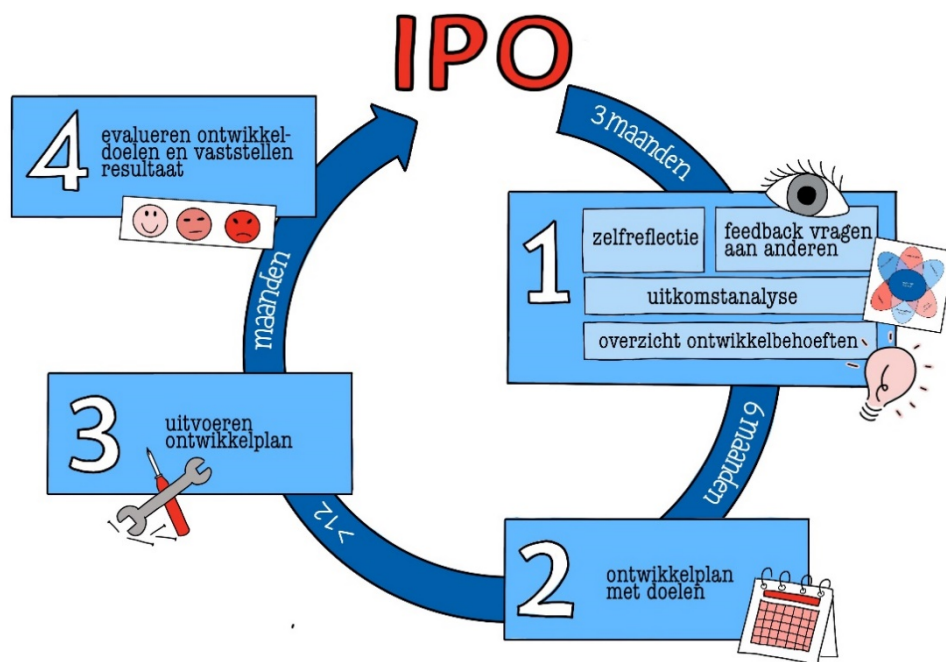 IPO
3 maanden
1
zelfreflectie
feedback vragen
aan anderen
uitkomstanalyse
overzicht ontwikkelbehoeften
6 maanden
2
ontwikkelplan
met doelen
>12
maanden
3
uitvoeren
ontwikkelplan
4
evalueren ontwikkel-
doelen en vaststellen
resultaat